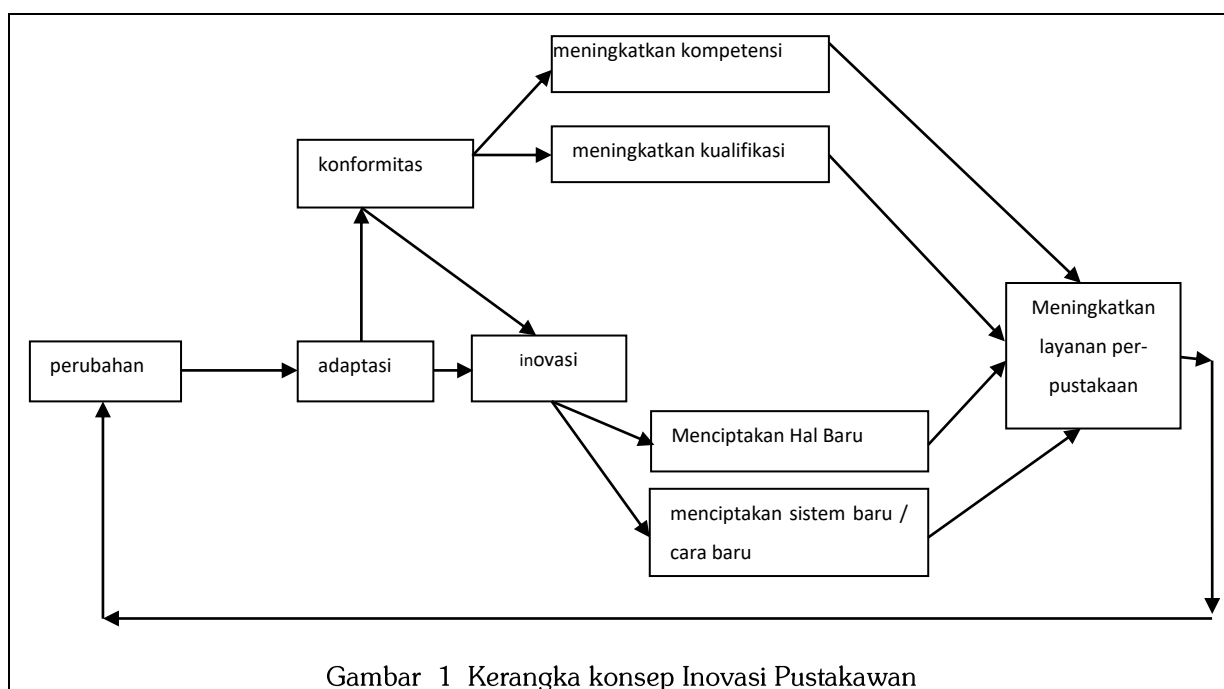 meningkatkan kompetensi
meningkatkan kualifikasi
konformitas
perubahan
adaptasi
inovasi
Meningkatkan
layanan per-
pustakaan
Menciptakan Hal Baru
menciptakan sistem baru /
cara baru
Gambar 1 Kerangka konsep Inovasi Pustakawan